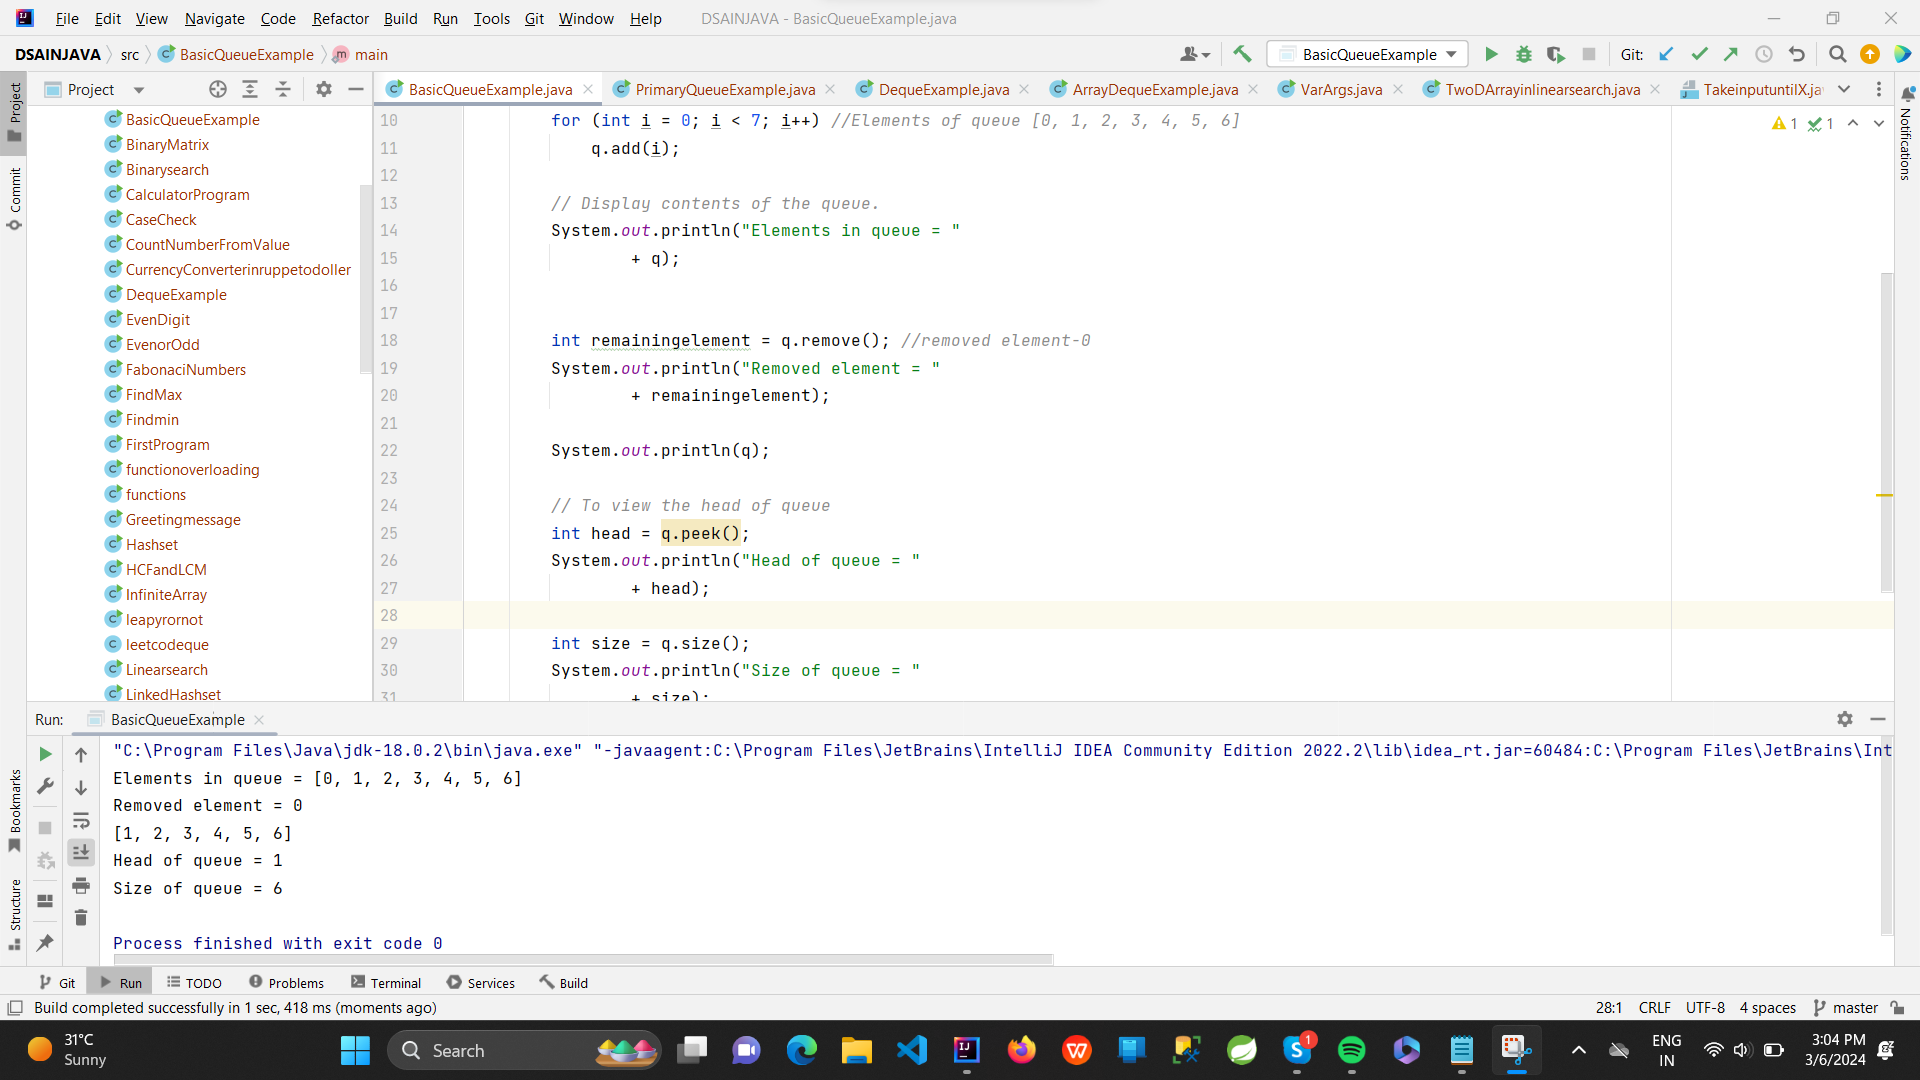 File Edit View Navigate Code Refactor Build Run Tools Git Window Help DSAINJAVA - BasicQueueExample.java
DSAINJAVA src BasicQueueExample main BasicQueueExample Git:
Project BasicQueueExample.java PrimaryQueueExample.java DequeExample.java ArrayDequeExample.java VarArgs.java TwoDArrayinlinearsearch.java TakeinputuntilX.ja
Project
Commit
Bookmarks
Structure
Notifications
BasicQueueExample
BinaryMatrix
Binarysearch
CalculatorProgram
CaseCheck
CountNumberFromValue
CurrencyConverterinruppetodoller
DequeExample
EvenDigit
EvenorOdd
FabonaciNumbers
FindMax
Findmin
FirstProgram
functionoverloading
functions
Greetingmessage
Hashset
HCFandLCM
InfiniteArray
leapyrornot
leetcodeque
Linearsearch
LinkedHashset
1 1
10 for (int i = 0; i < 7; i++) //Elements of queue [0, 1, 2, 3, 4, 5, 6]
11 q.add(i);
12
13 // Display contents of the queue.
14 System.out.println("Elements in queue = "
15 + q);
16
17
18 int remainingelement = q.remove(); //removed element-0
19 System.out.println("Removed element = "
20 + remainingelement);
21
22 System.out.println(q);
23
24 // To view the head of queue
25 int head = q.peek();
26 System.out.println("Head of queue = "
27 + head);
28
29 int size = q.size();
30 System.out.println("Size of queue = "
31 + size);
Run: BasicQueueExample
"C:\Program Files\Java\jdk-18.0.2\bin\java.exe" "-javaagent:C:\Program Files\JetBrains\IntelliJ IDEA Community Edition 2022.2\lib\idea_rt.jar=60484:C:\Program Files\JetBrains\Int
Elements in queue = [0, 1, 2, 3, 4, 5, 6]
Removed element = 0
[1, 2, 3, 4, 5, 6]
Head of queue = 1
Size of queue = 6
Process finished with exit code 0
Git Run TODO Problems Terminal Services Build
Build completed successfully in 1 sec, 418 ms (moments ago) 28:1 CRLF UTF-8 4 spaces master
31°C
Sunny
Search
1
ENG
IN
3:04 PM
3/6/2024